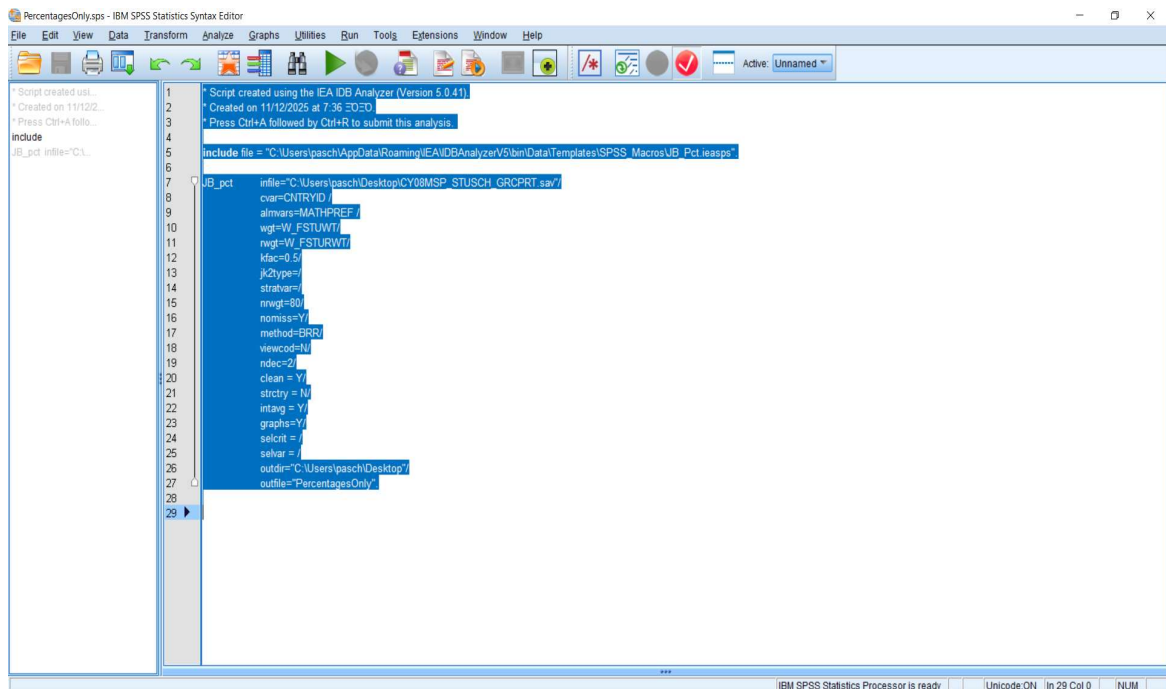 PercentagesOnly.sps - IBM SPSS Statistics Syntax Editor
File Edit View Data Transform Analyze Graphs Utilities Run Tools Extensions Window Help
Active: Unnamed
* Script created usi...
* Created on 11/12/2...
* Press Ctrl+A follo...
include
JB_pct infile="C:\...
1 * Script created using the IEA IDB Analyzer (Version 5.0.41).
2 * Created on 11/12/2025 at 7:36
3 * Press Ctrl+A followed by Ctrl+R to submit this analysis.
4
5 include file = "C:\Users\pasch\AppData\Roaming\IEA\IDBAnalyzerV5\bin\Data\Templates\SPSS_Macros\JB_Pct.ieasps".
6
7 JB_pct infile="C:\Users\pasch\Desktop\CY08MSP_STUSCH_GRCPRT.sav"/
8 cvar=CNTRYID /
9 almvars=MATHPREF /
10 wgt=W_FSTUWT/
11 rwgt=W_FSTURWT/
12 kfac=0.5/
13 jk2type=/
14 stratvar=/
15 nrwgt=80/
16 nomiss=Y/
17 method=BRR/
18 viewcod=N/
19 ndec=2/
20 clean = Y/
21 strctry = N/
22 intavg = Y/
23 graphs=Y/
24 selcrit = /
25 selvar = /
26 outdir="C:\Users\pasch\Desktop"/
27 outfile="PercentagesOnly".
28
29
IBM SPSS Statistics Processor is ready Unicode:ON In 29 Col 0 NUM